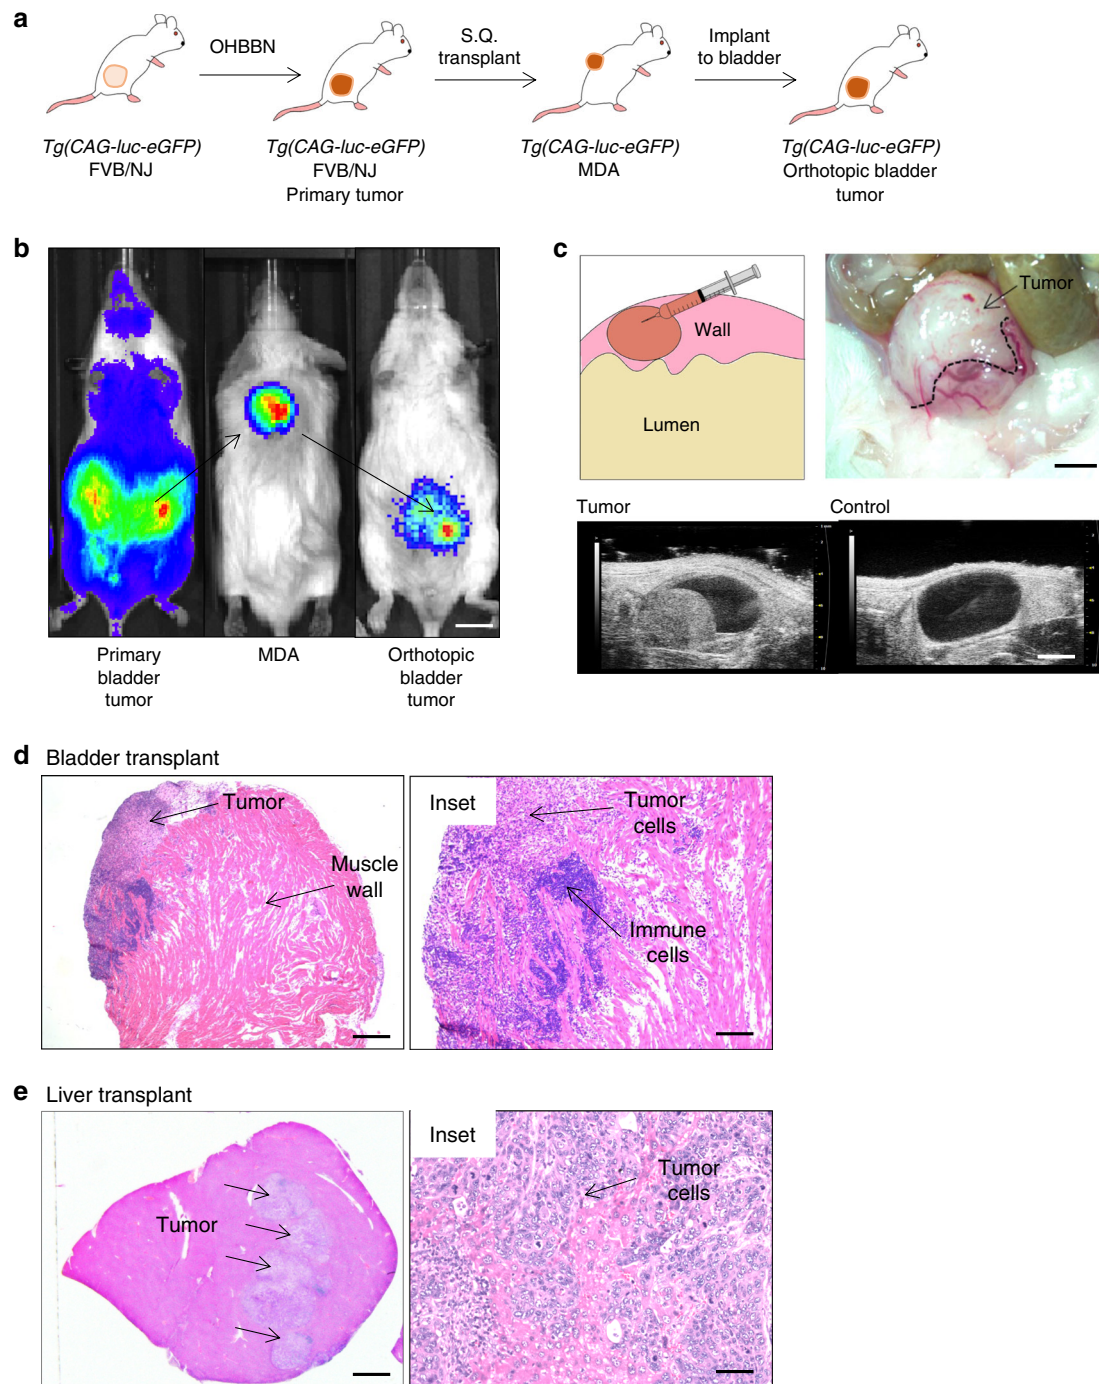 a
OHBBN
S.Q.
transplant
Implant
to bladder
Tg(CAG-luc-eGFP)
FVB/NJ
Tg(CAG-luc-eGFP)
FVB/NJ
Primary tumor
Tg(CAG-luc-eGFP)
MDA
Tg(CAG-luc-eGFP)
Orthotopic bladder
tumor
b
Primary
bladder
tumor
MDA
Orthotopic
bladder
tumor
c
Wall
Lumen
Tumor
Tumor
Control
d Bladder transplant
Tumor
Muscle
wall
Inset
Tumor
cells
Immune
cells
e Liver transplant
Tumor
Inset
Tumor
cells